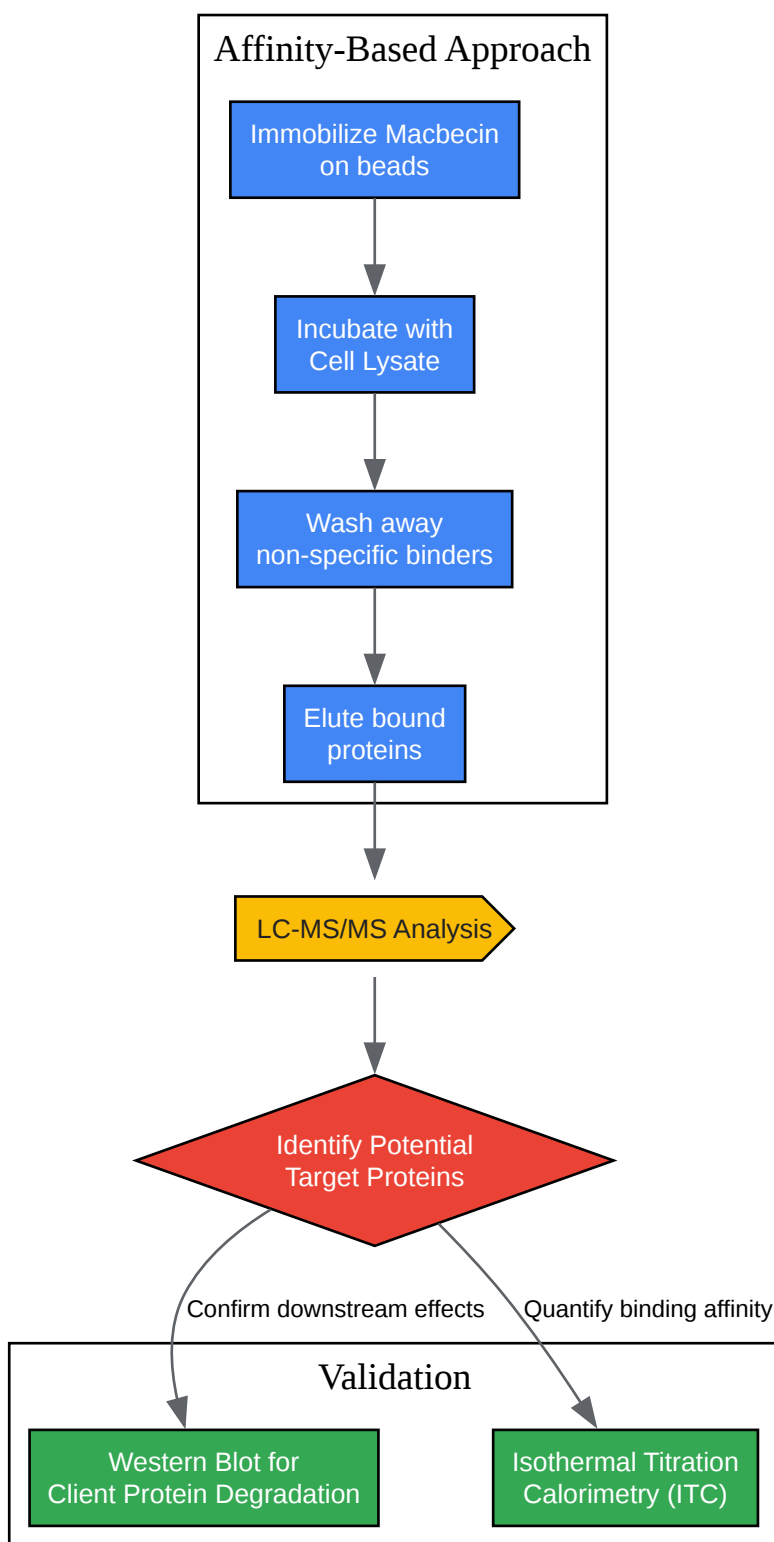 Affinity-Based Approach
Immobilize Macbecin
on beads
Incubate with
Cell Lysate
Wash away
non-specific binders
Elute bound
proteins
LC-MS/MS Analysis
Identify Potential
Target Proteins
Confirm downstream effects
Quantify binding affinity
Validation
Western Blot for
Client Protein Degradation
Isothermal Titration
Calorimetry (ITC)